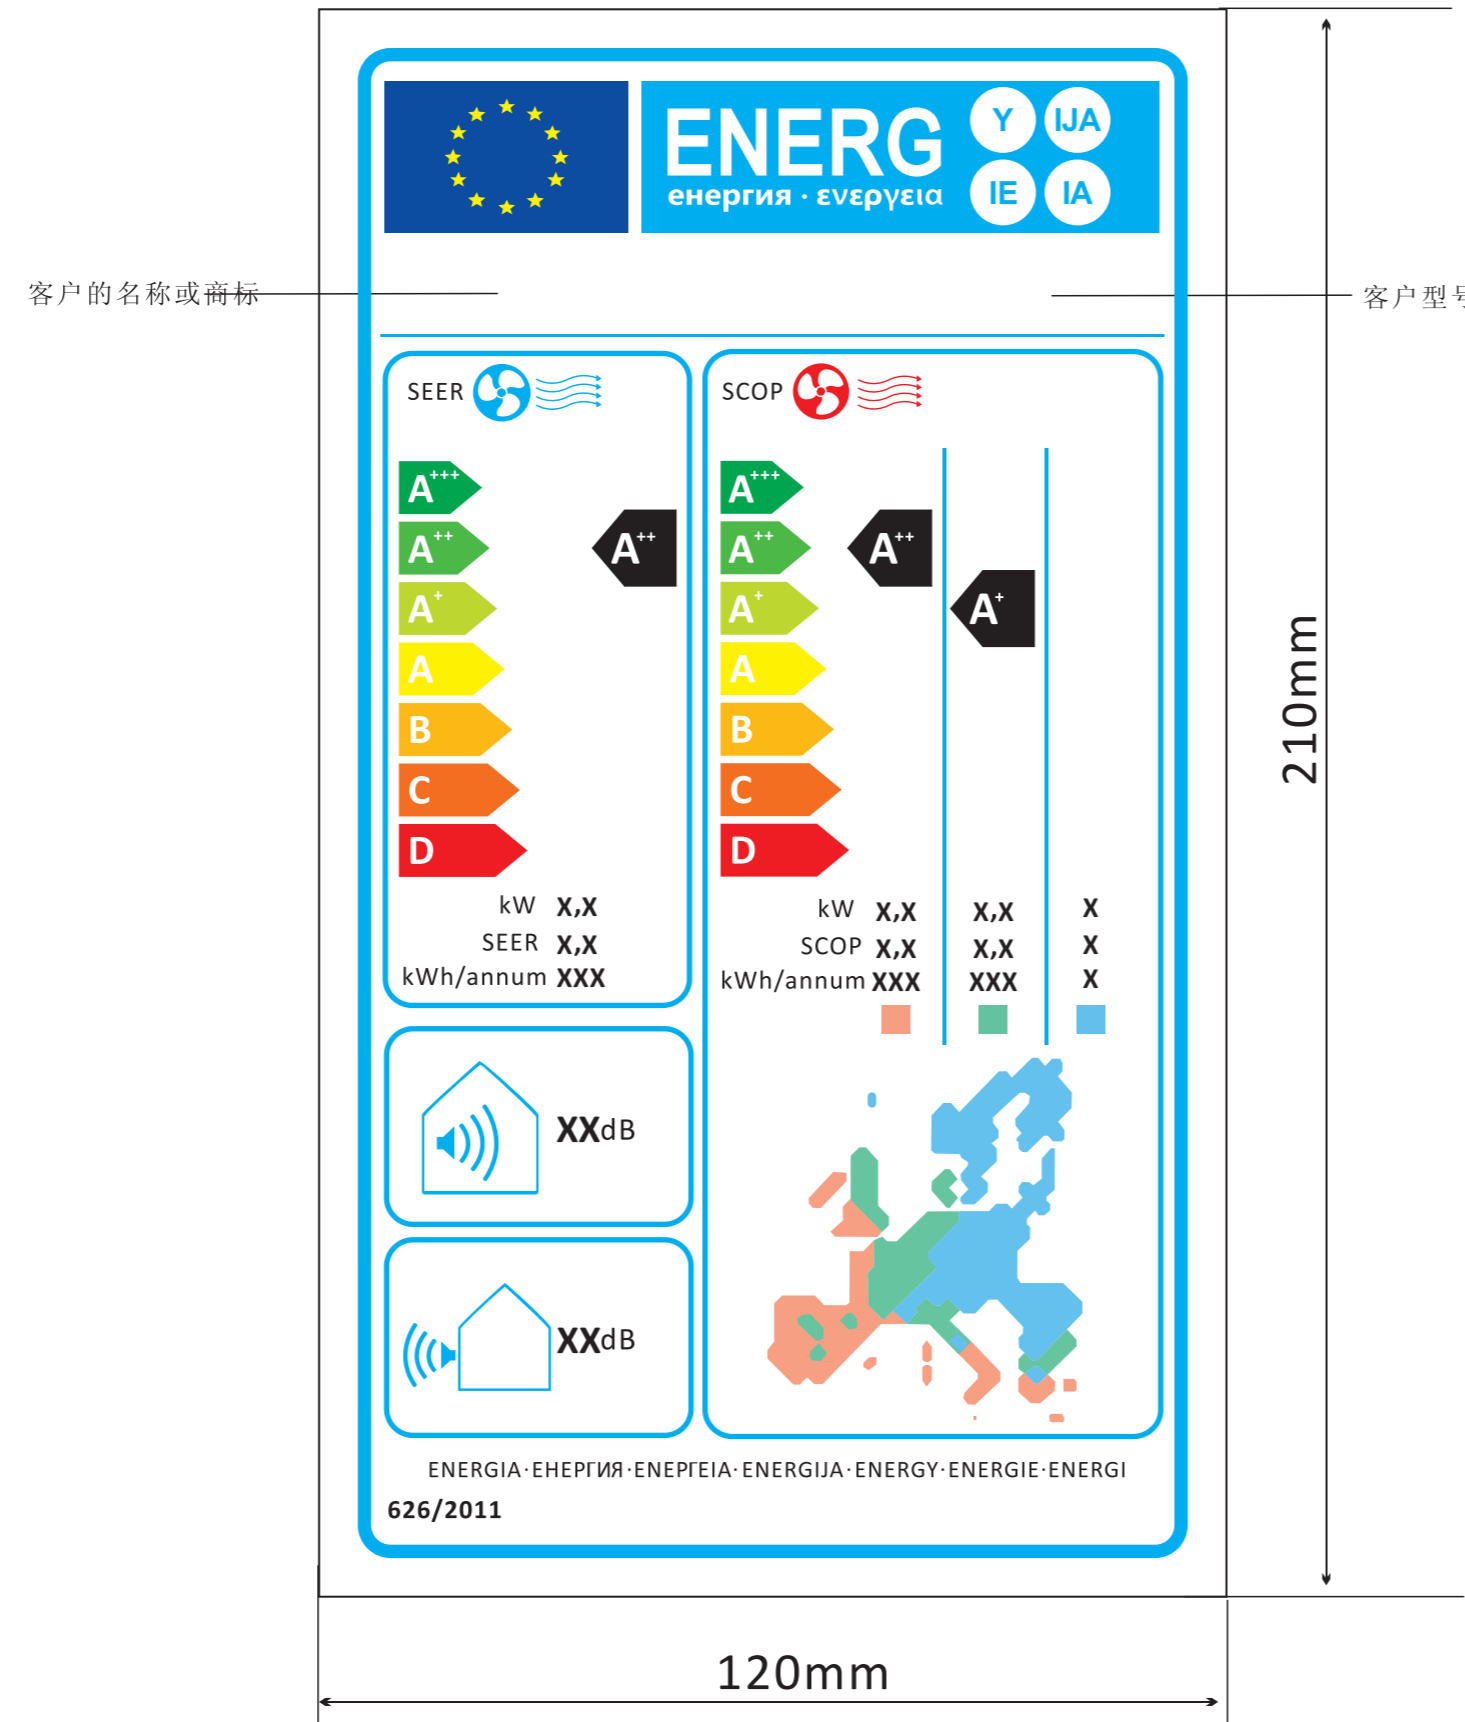 ENERG Y IJA
енергия · ενεργεια IE IA
客户的名称或商标
客户型号
SEER
A+++
A++
A+
A
B
C
D
A++
kW X,X
SEER X,X
kWh/annum XXX
SCOP
A+++
A++
A+
A
B
C
D
A++
A+
kW X,X X,X X
SCOP X,X X,X X
kWh/annum XXX XXX X
XXdB
XXdB
ENERGIA·ЕНЕРГИЯ·ΕΝΕΡΓΕΙΑ·ENERGIJA·ENERGY·ENERGIE·ENERGI
626/2011
210mm
120mm